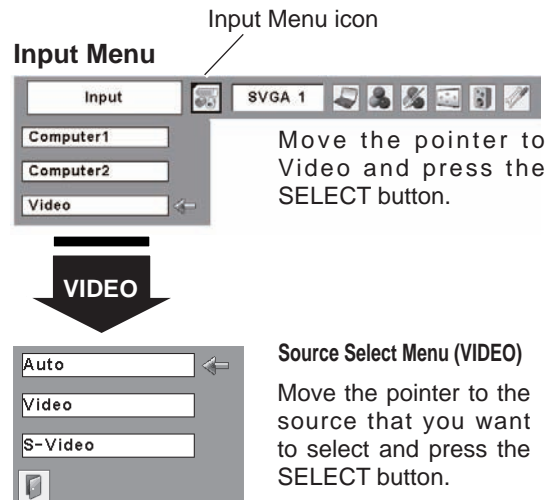 Input Menu icon
Input Menu
Input SVGA 1
Computer1
Computer2
Video
Move the pointer to
Video and press the
SELECT button.
VIDEO
Auto
Video
S-Video
Source Select Menu (VIDEO)
Move the pointer to the
source that you want
to select and press the
SELECT button.